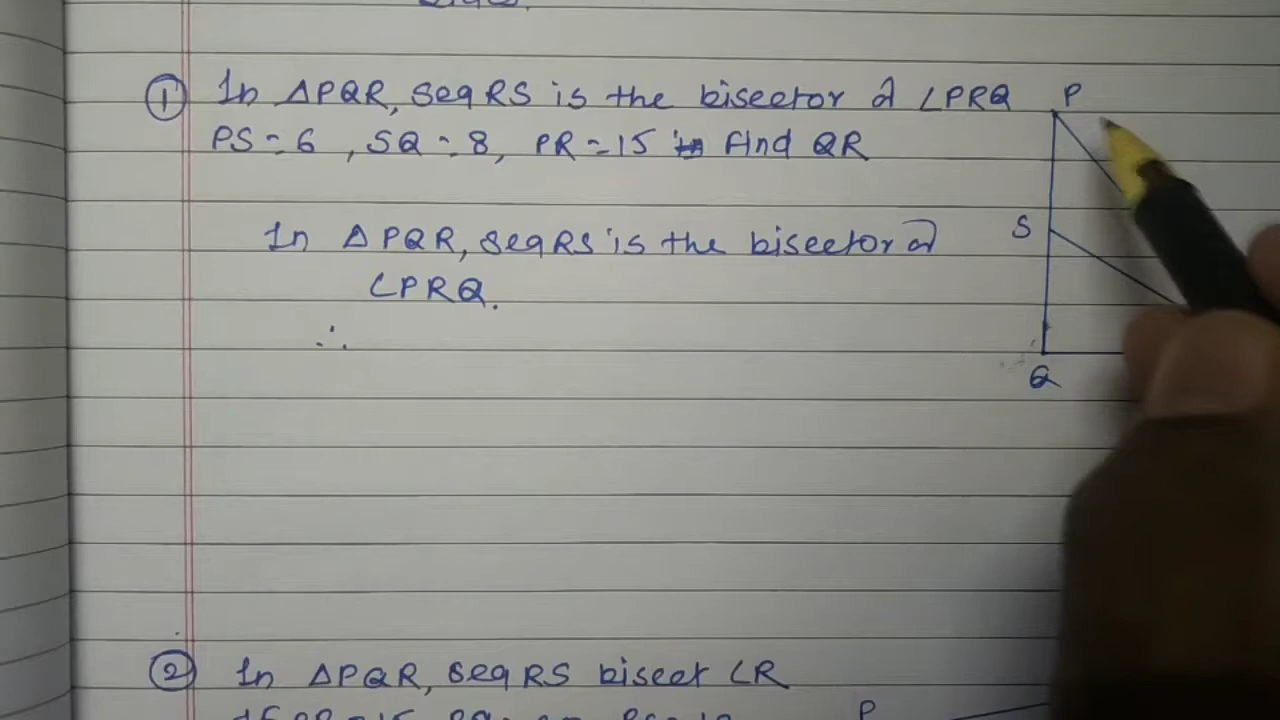 ① In ΔPQR, seg RS is the bisector of ∠PRQ
PS = 6, SQ = 8, PR = 15 Find QR
P
S
Q
In ΔPQR, seg RS is the bisector of
∠PRQ.
∴
② In ΔPQR, seg RS bisect ∠R
P